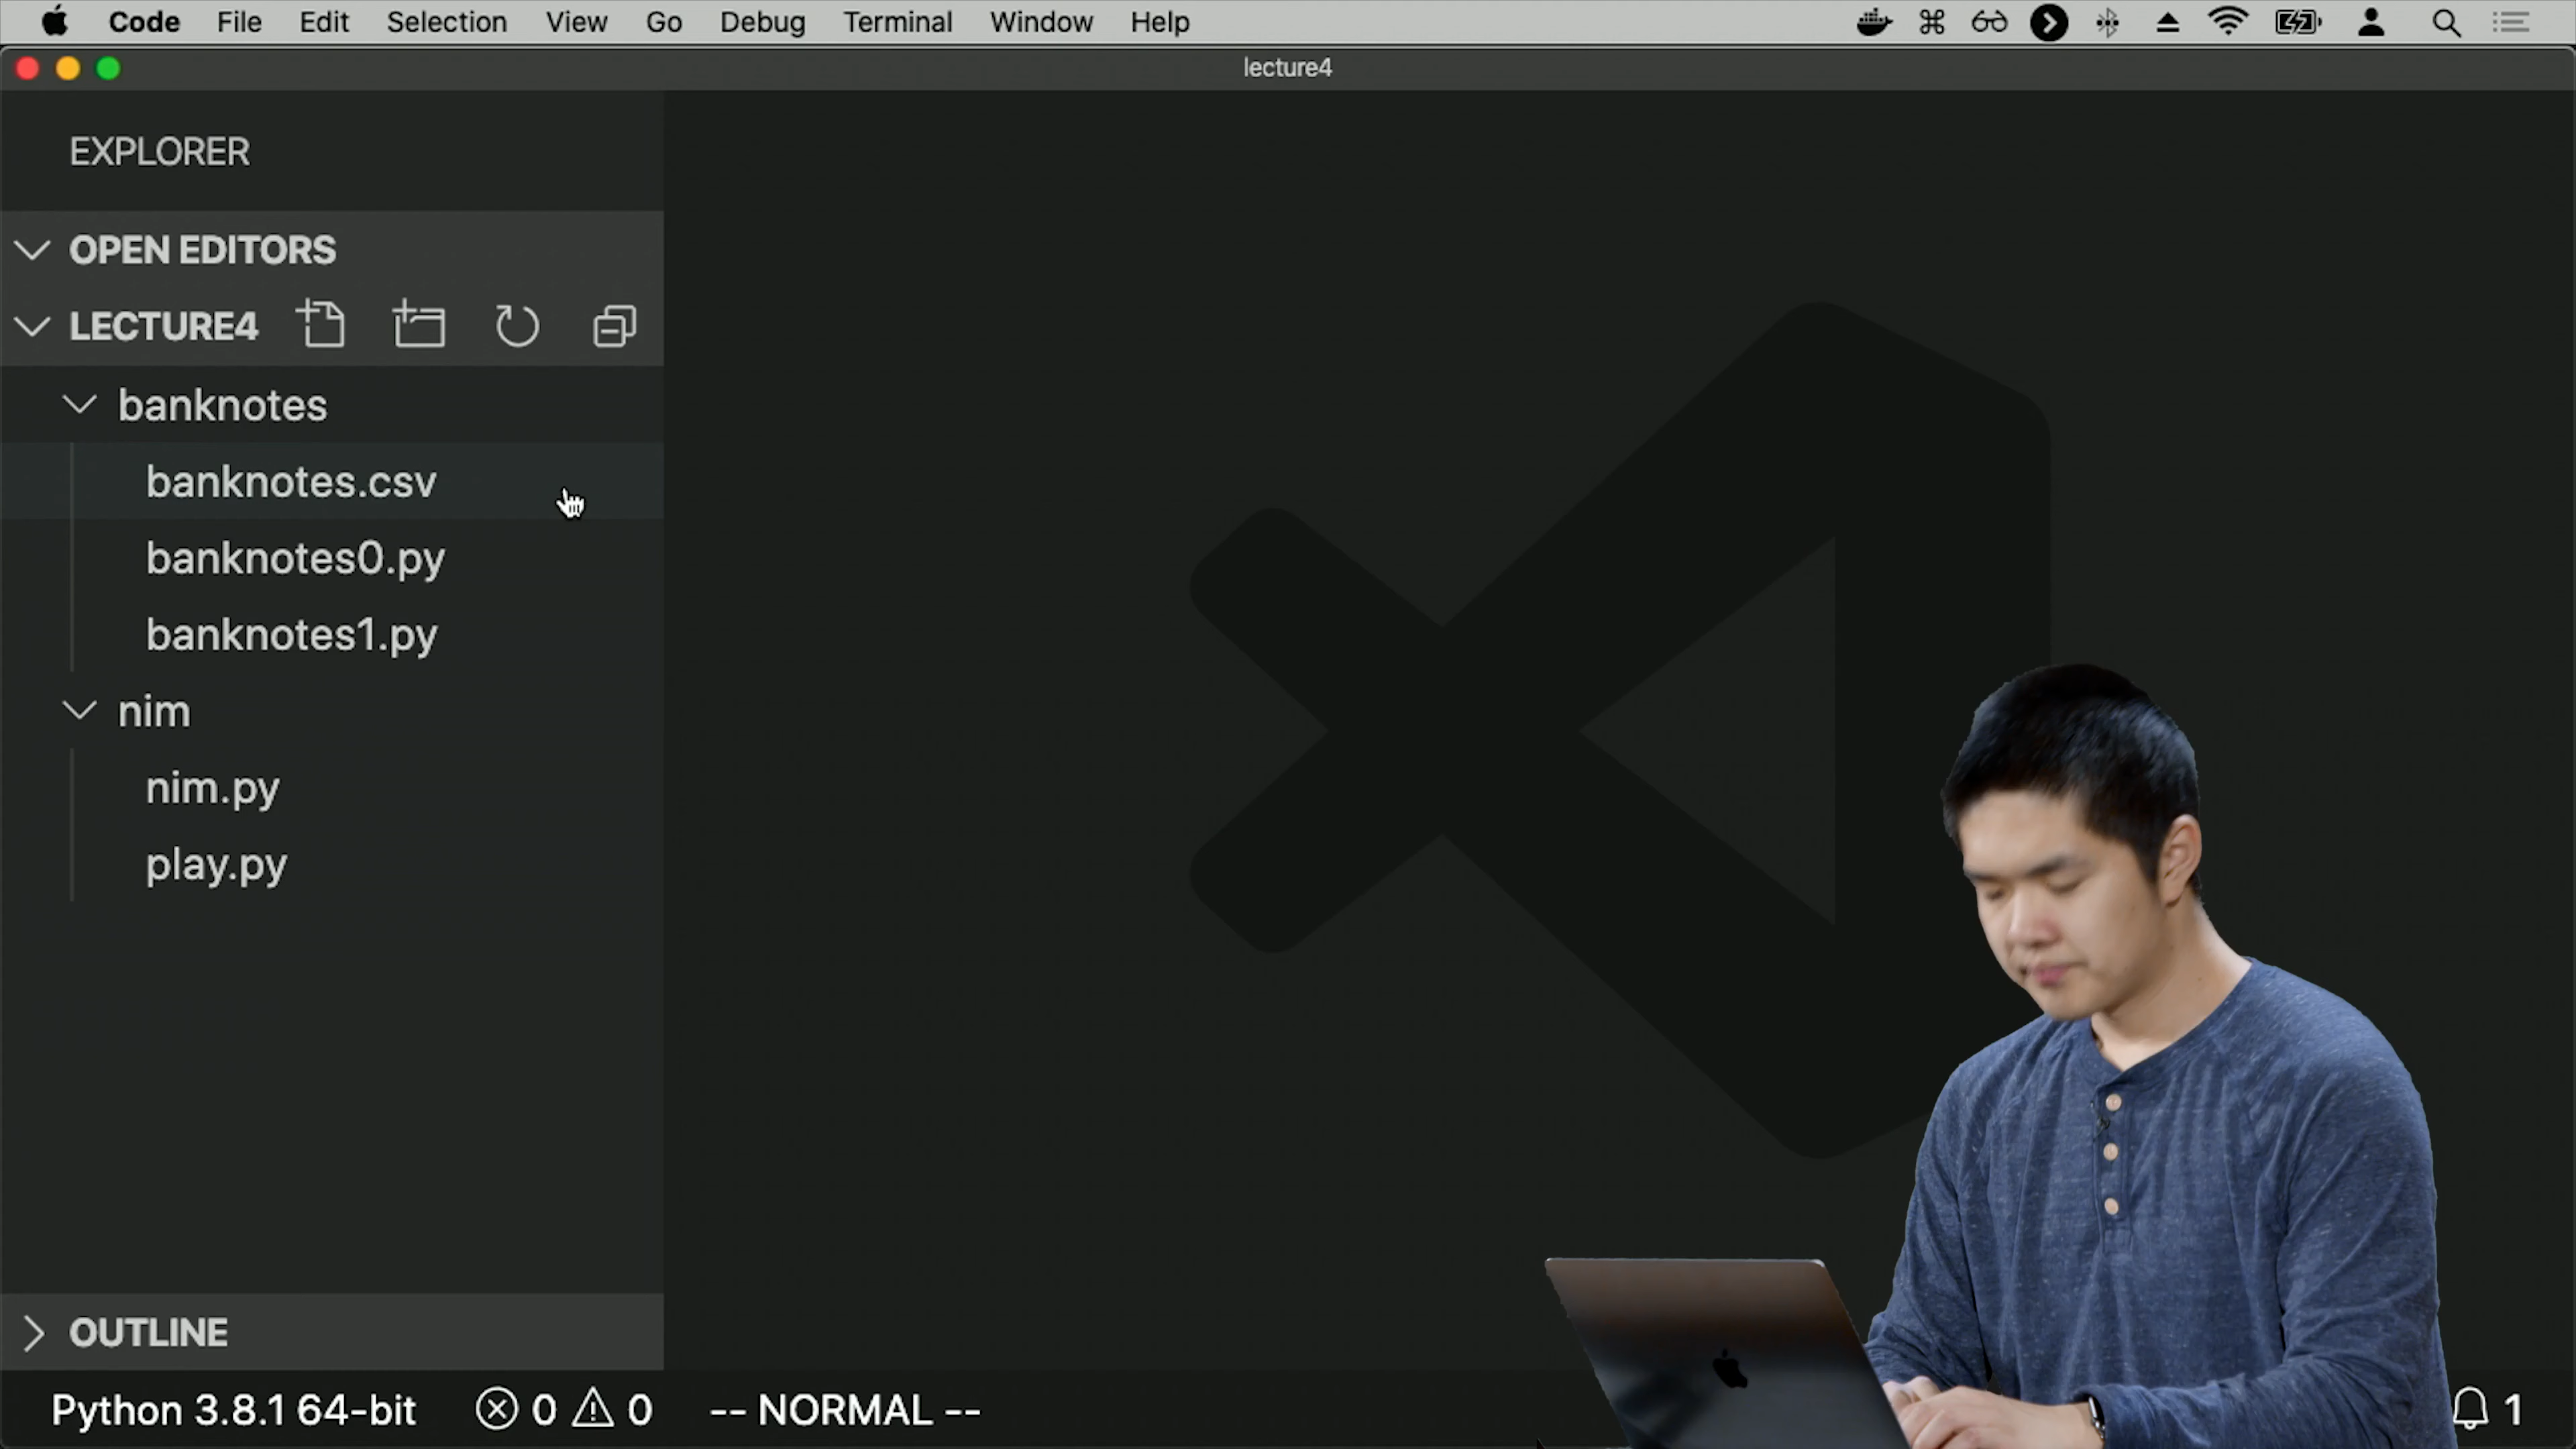 Code File Edit Selection View Go Debug Terminal Window Help
lecture4
EXPLORER
OPEN EDITORS
LECTURE4
banknotes
banknotes.csv
banknotes0.py
banknotes1.py
nim
nim.py
play.py
OUTLINE
Python 3.8.1 64-bit 0 0 -- NORMAL -- 1